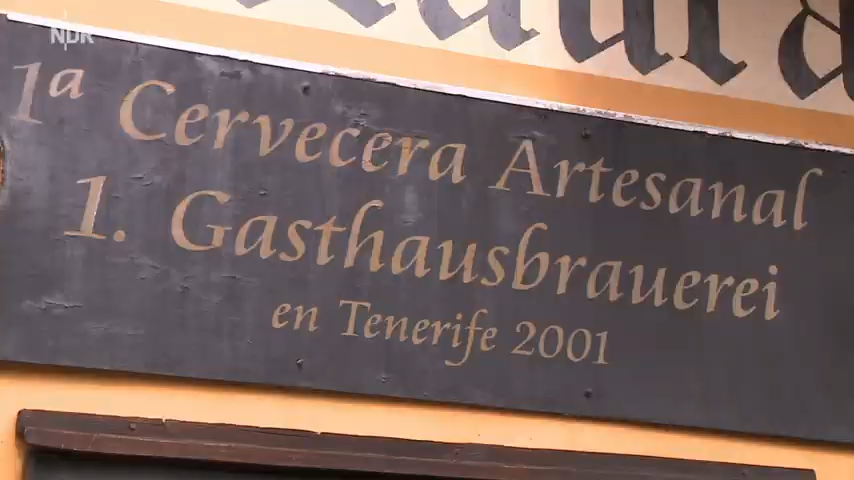 NDR
1ª Cervecera Artesanal
1. Gasthausbrauerei
en Tenerife 2001